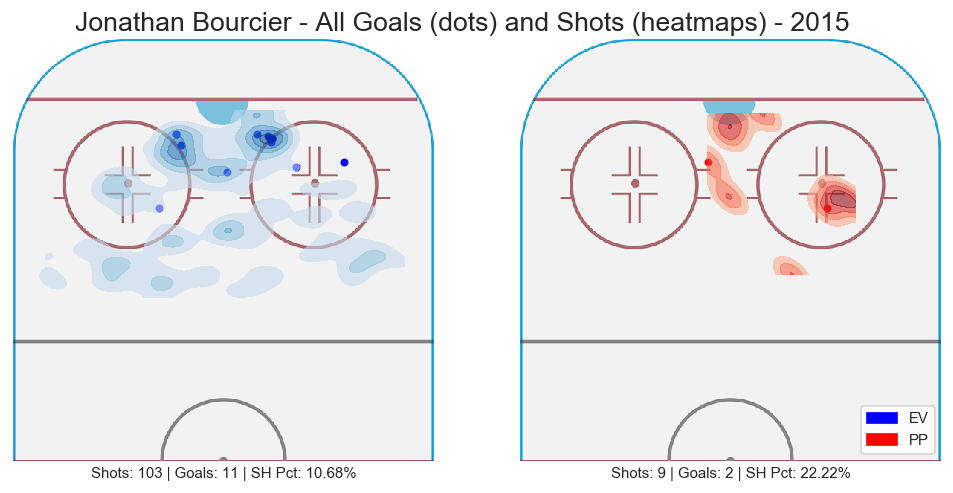 Jonathan Bourcier - All Goals (dots) and Shots (heatmaps) - 2015
EV
PP
Shots: 103 | Goals: 11 | SH Pct: 10.68%
Shots: 9 | Goals: 2 | SH Pct: 22.22%